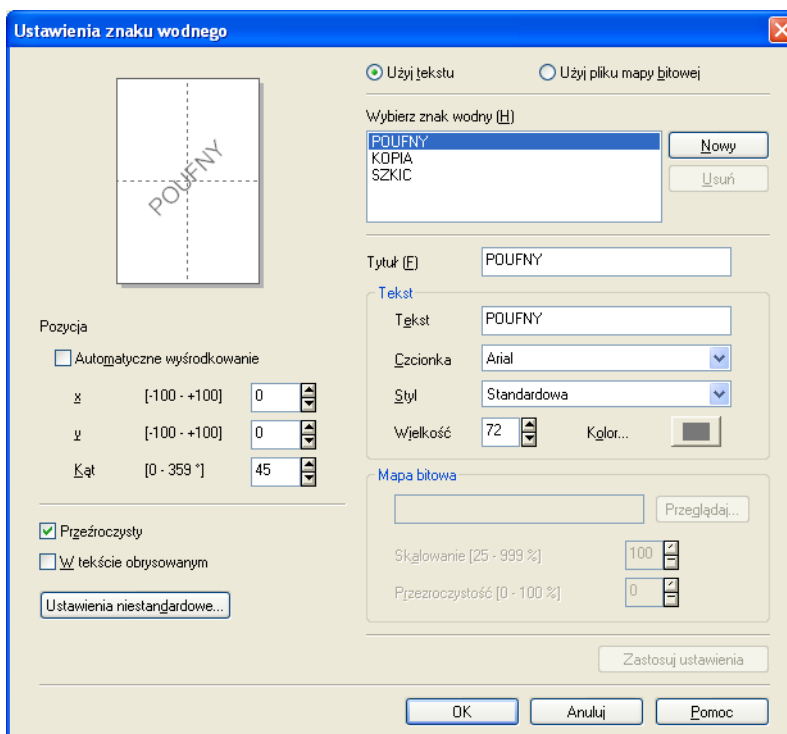 Ustawienia znaku wodnego
Użyj tekstu
Użyj pliku mapy bitowej
POUFNY
Wybierz znak wodny (H)
POUFNY
KOPIA
SZKIC
Nowy
Usuń
Tytuł (F)
POUFNY
Tekst
Tekst
POUFNY
Czcionka
Arial
Styl
Standardowa
Wielkość
72
Kolor...
Pozycja
Automatyczne wyśrodkowanie
x [-100 - +100] 0
y [-100 - +100] 0
Kąt [0 - 359 °] 45
Przeźroczysty
W tekście obrysowanym
Ustawienia niestandardowe...
Mapa bitowa
Przeglądaj...
Skalowanie [25 - 999 %] 100
Przezroczystość [0 - 100 %] 0
Zastosuj ustawienia
OK
Anuluj
Pomoc